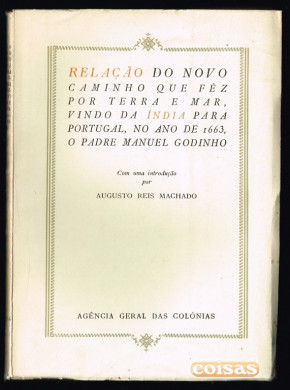 RELAÇÃO DO NOVO
CAMINHO QUE FÊZ
POR TERRA E MAR,
VINDO DA ÍNDIA PARA
PORTUGAL, NO ANO DE 1663,
O PADRE MANUEL GODINHO
Com uma introdução
por
AUGUSTO REIS MACHADO
AGÊNCIA GERAL DAS COLÓNIAS
coisas